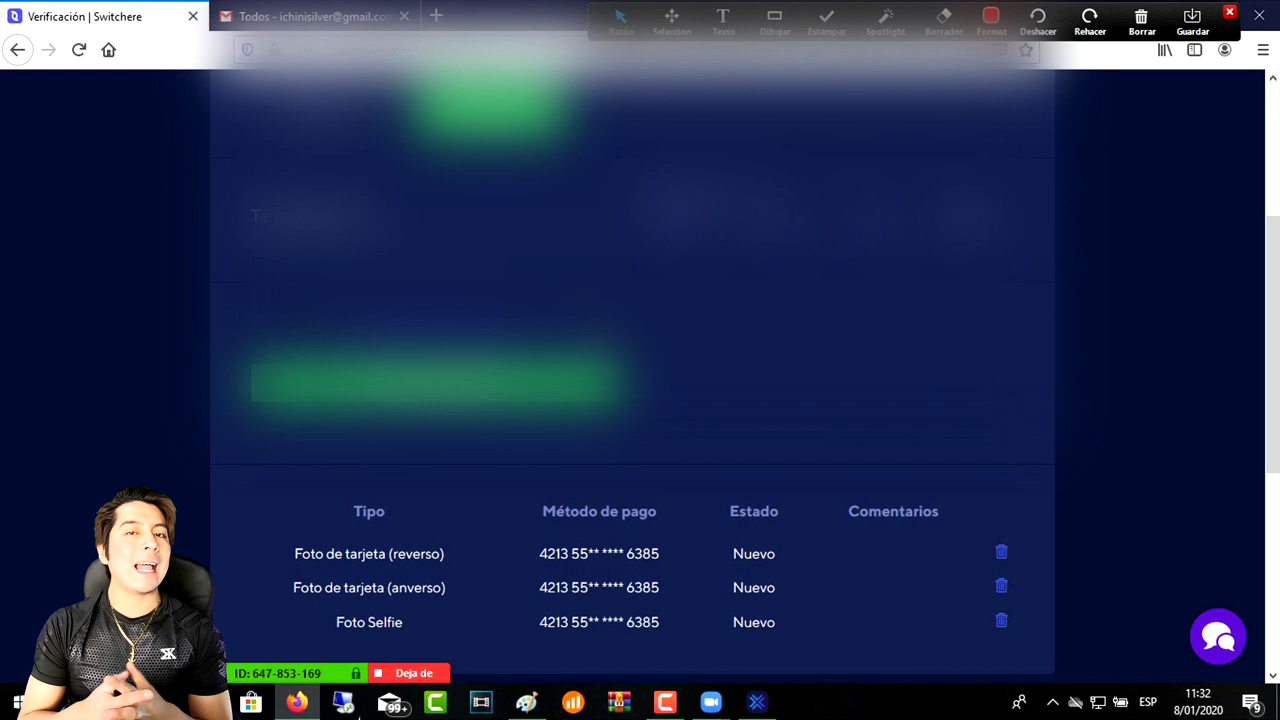 Verificación | Switchere
Todos - ichinisilver@gmail.con
Ratón
Seleccion
Texto
Dibujar
Estampar
Spotlight
Borrador
Format
Deshacer
Rehacer
Borrar
Guardar
Tipo Método de pago Estado Comentarios
Foto de tarjeta (reverso) 4213 55** **** 6385 Nuevo
Foto de tarjeta (anverso) 4213 55** **** 6385 Nuevo
Foto Selfie 4213 55** **** 6385 Nuevo
ID: 647-853-169 Deja de
99+
ESP
11:32
8/01/2020
9